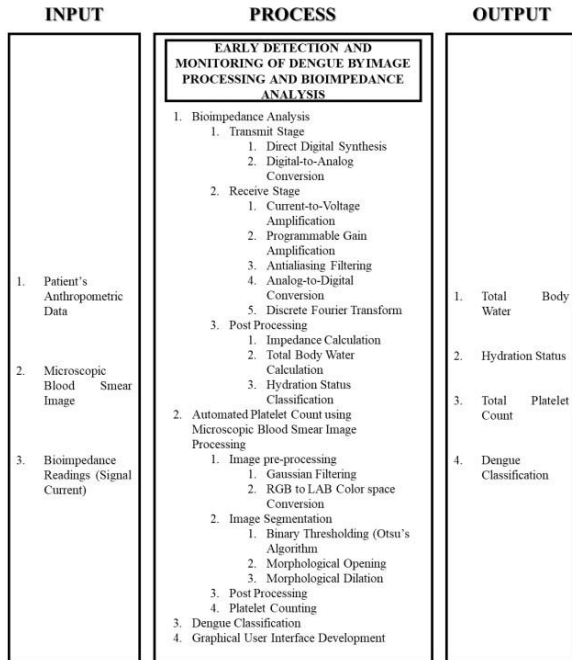 INPUT
1. Patient's
Anthropometric
Data
2. Microscopic
Blood Smear
Image
3. Bioimpedance
Readings (Signal
Current)
PROCESS
EARLY DETECTION AND
MONITORING OF DENGUE BYIMAGE
PROCESSING AND BIOIMPEDANCE
ANALYSIS
1. Bioimpedance Analysis
1. Transmit Stage
1. Direct Digital Synthesis
2. Digital-to-Analog
Conversion
2. Receive Stage
1. Current-to-Voltage
Amplification
2. Programmable Gain
Amplification
3. Antialiasing Filtering
4. Analog-to-Digital
Conversion
5. Discrete Fourier Transform
3. Post Processing
1. Impedance Calculation
2. Total Body Water
Calculation
3. Hydration Status
Classification
2. Automated Platelet Count using
Microscopic Blood Smear Image
Processing
1. Image pre-processing
1. Gaussian Filtering
2. RGB to LAB Color space
Conversion
2. Image Segmentation
1. Binary Thresholding (Otsu's
Algorithm
2. Morphological Opening
3. Morphological Dilation
3. Post Processing
4. Platelet Counting
3. Dengue Classification
4. Graphical User Interface Development
OUTPUT
1. Total Body
Water
2. Hydration Status
3. Total Platelet
Count
4. Dengue
Classification